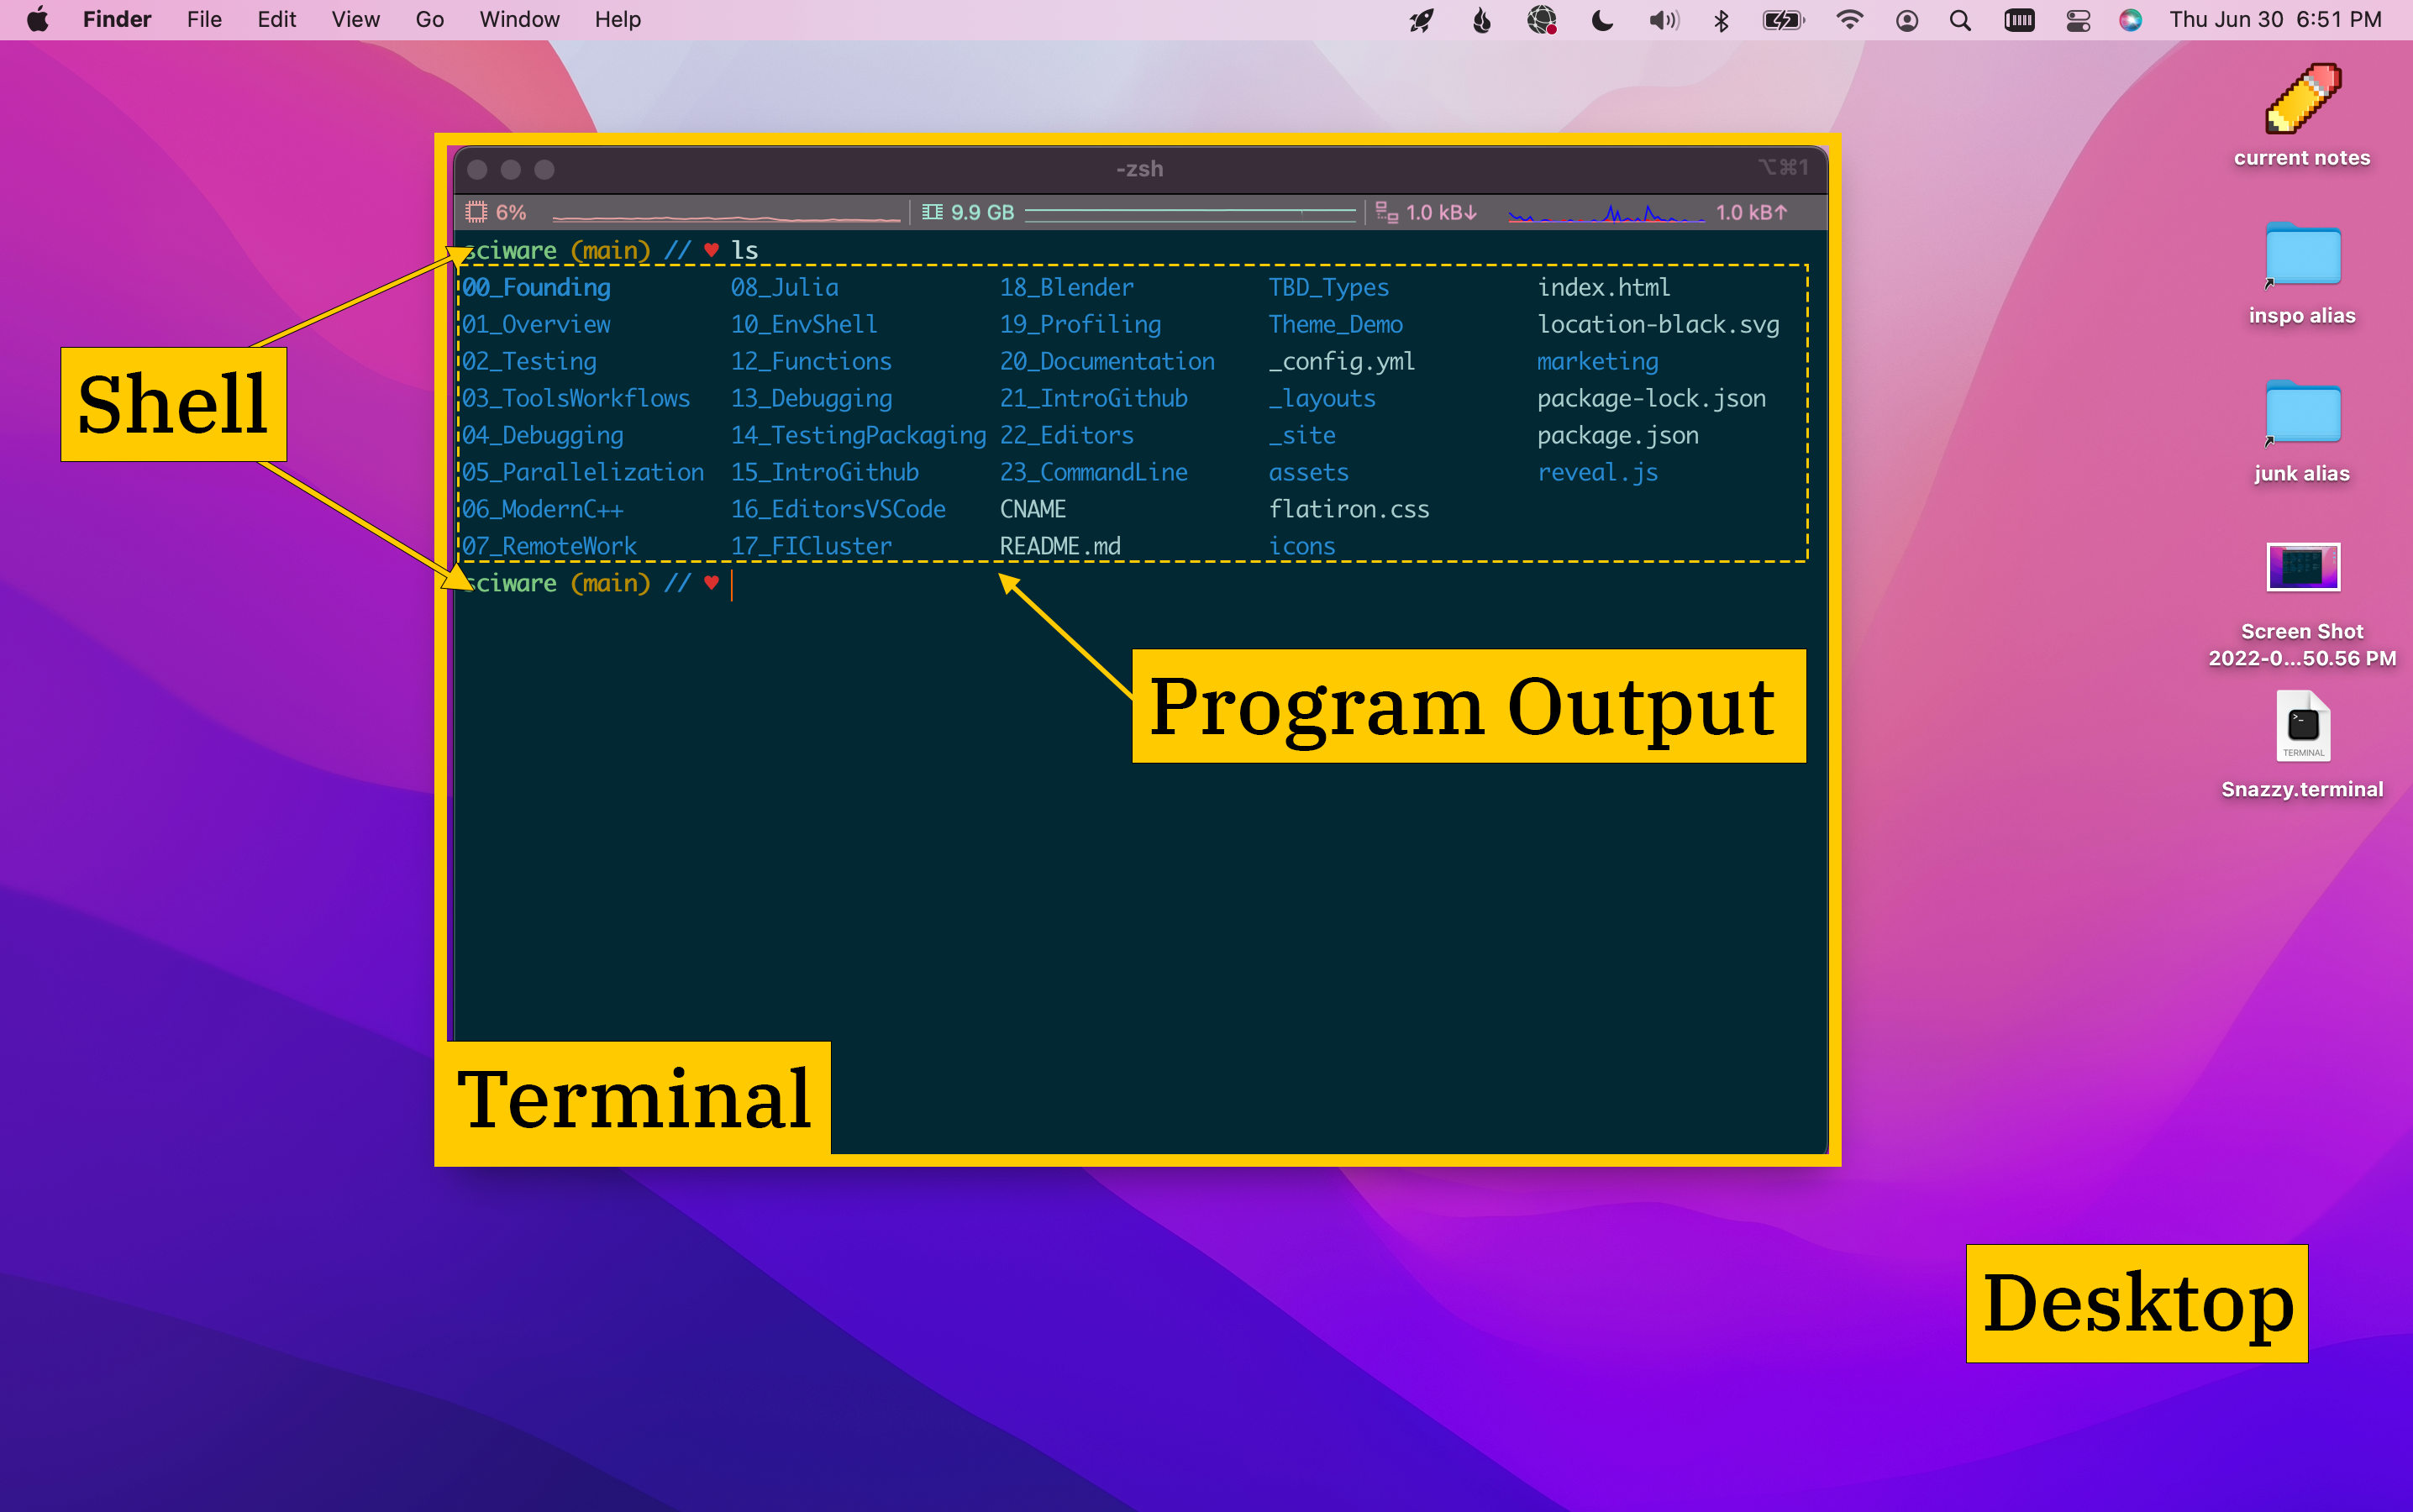 Finder File Edit View Go Window Help Thu Jun 30 6:51 PM
current notes
inspo alias
junk alias
Screen Shot
2022-0...50.56 PM
TERMINAL
Snazzy.terminal
-zsh ⌥⌘1
6% 9.9 GB 1.0 kB↓ 1.0 kB↑
sciware (main) // ♥ ls
00_Founding 08_Julia 18_Blender TBD_Types index.html
01_Overview 10_EnvShell 19_Profiling Theme_Demo location-black.svg
02_Testing 12_Functions 20_Documentation _config.yml marketing
03_ToolsWorkflows 13_Debugging 21_IntroGithub _layouts package-lock.json
04_Debugging 14_TestingPackaging 22_Editors _site package.json
05_Parallelization 15_IntroGithub 23_CommandLine assets reveal.js
06_ModernC++ 16_EditorsVSCode CNAME flatiron.css
07_RemoteWork 17_FICluster README.md icons
sciware (main) // ♥
Shell
Program Output
Terminal
Desktop